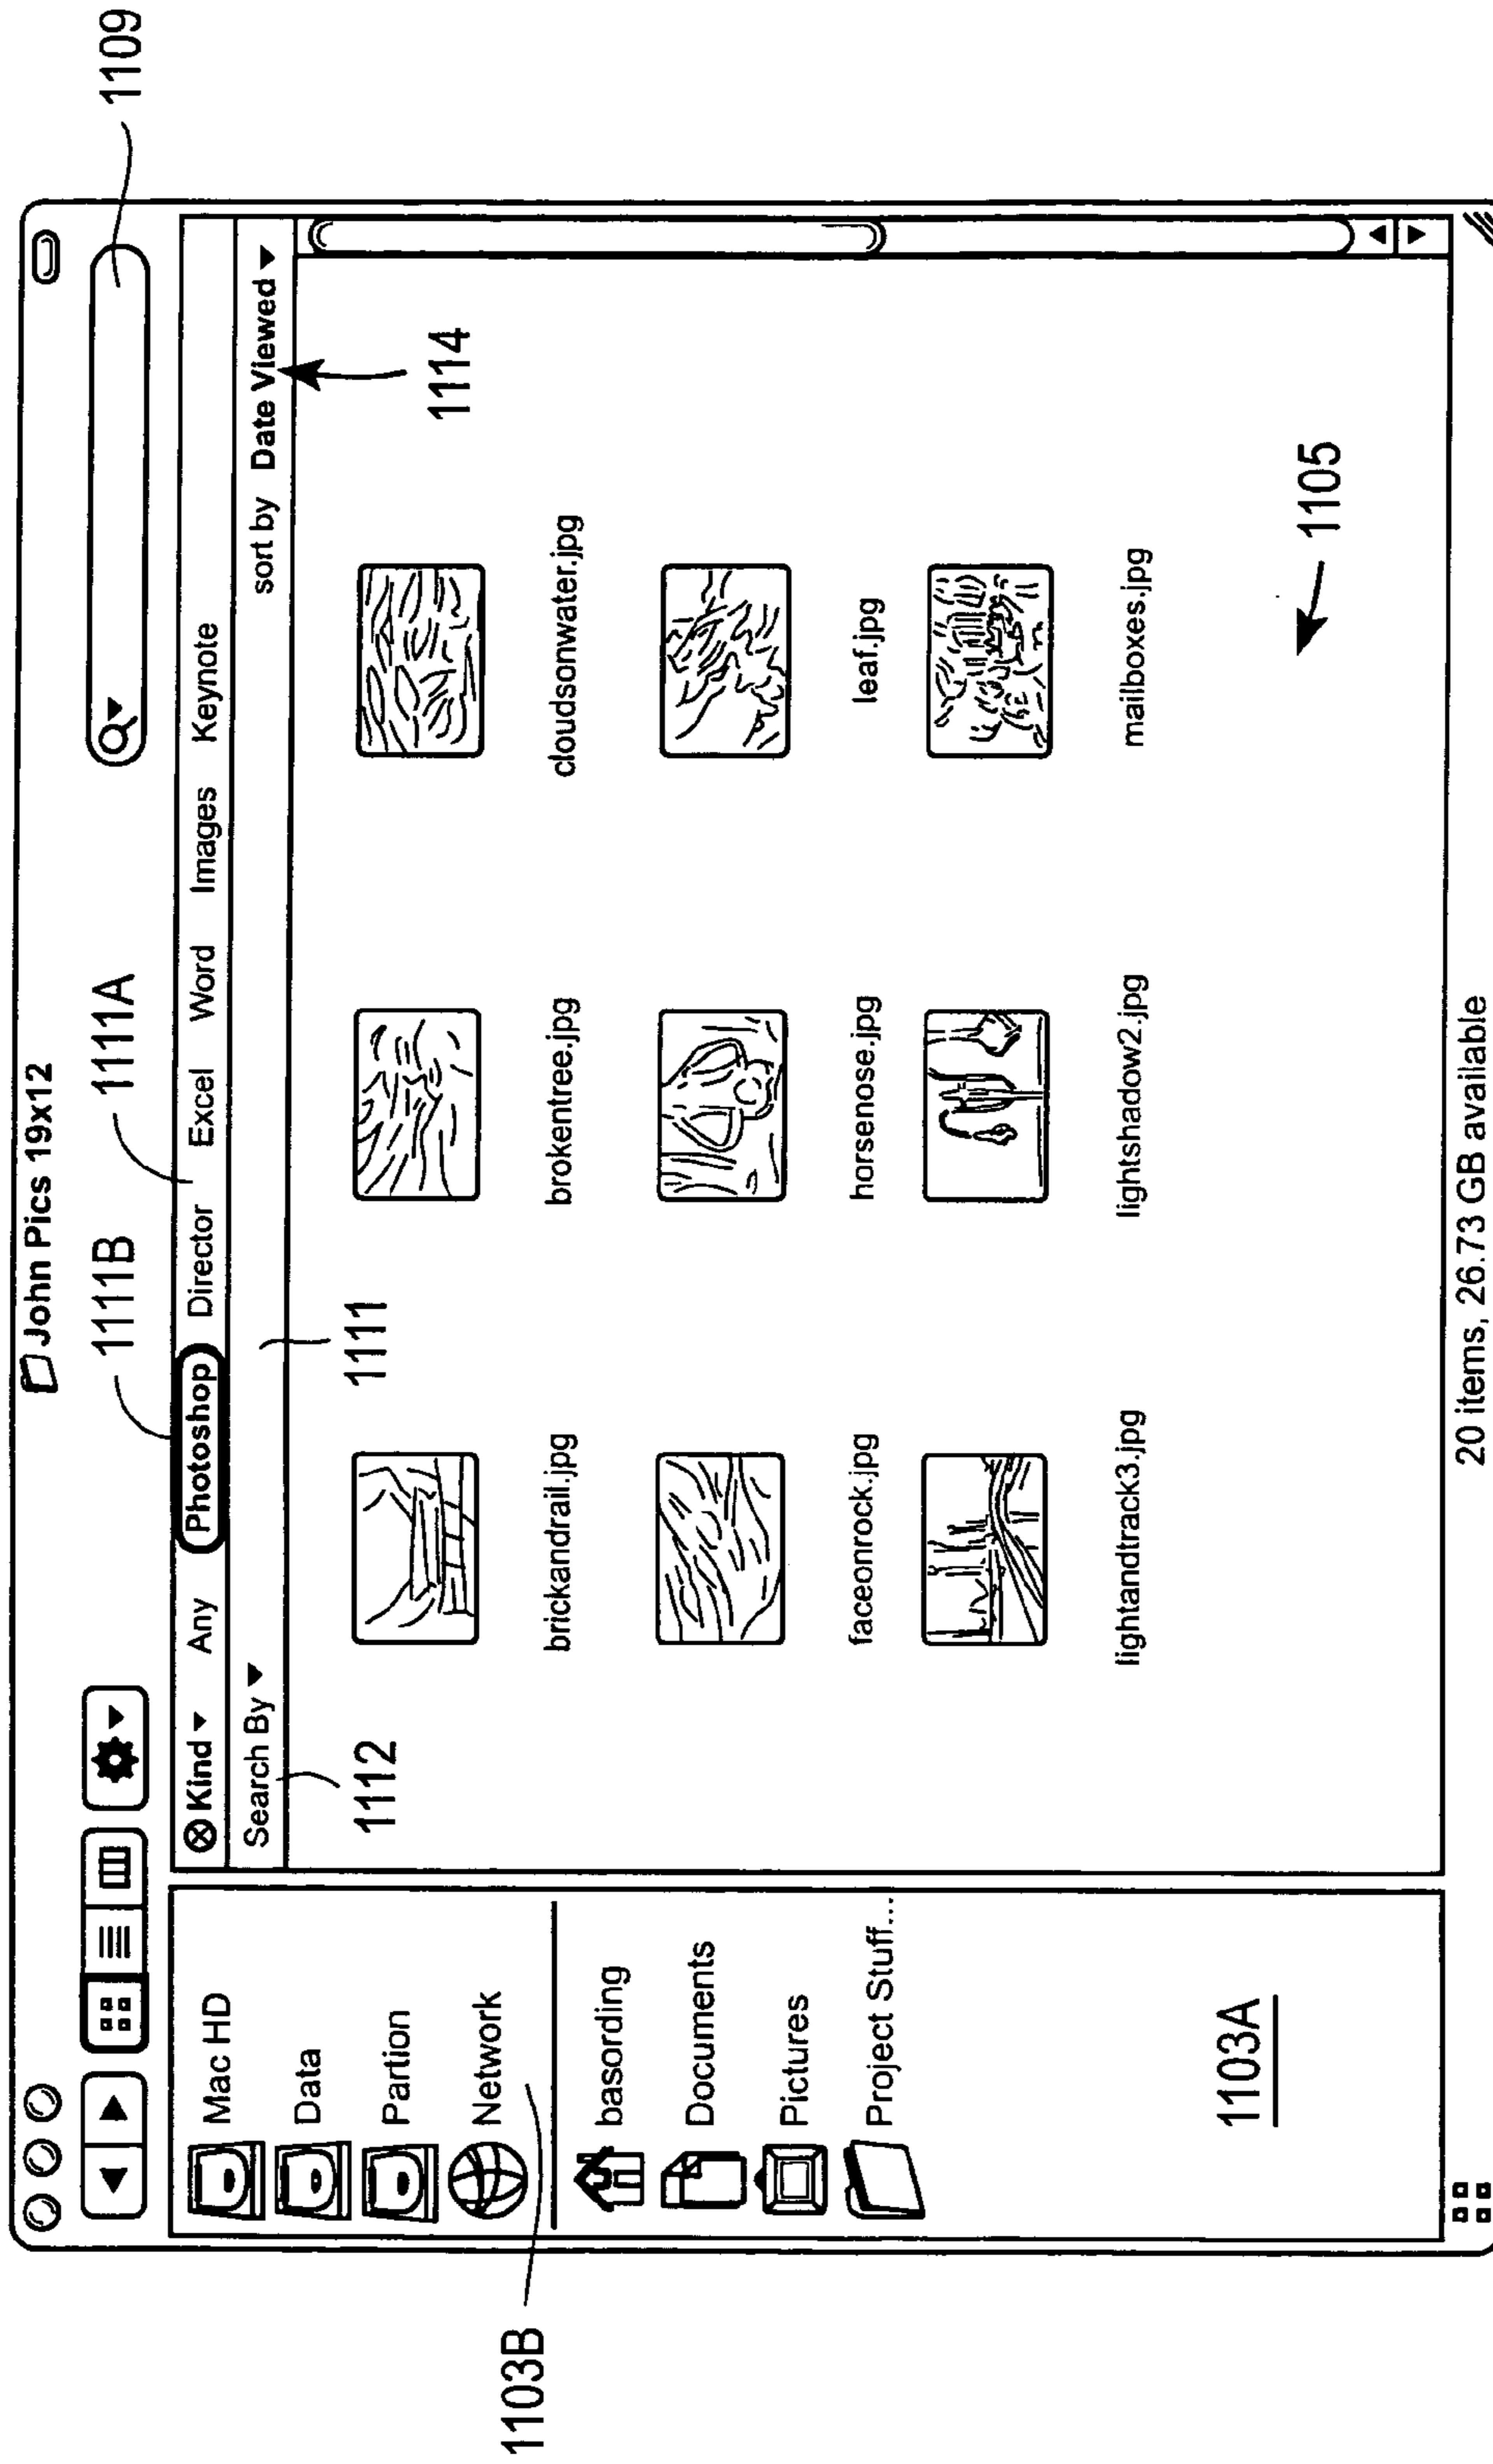 John Pics 19x12
1109
1111B
1111A
Kind Any Photoshop Director Excel Word Images Keynote
Search By
sort by Date Viewed
1112
1111
1114
Mac HD
Data
Partion
Network
1103B
basording
Documents
Pictures
Project Stuff...
1103A
brickandrail.jpg
brokentree.jpg
cloudsonwater.jpg
faceonrock.jpg
horsenose.jpg
leaf.jpg
lightandtrack3.jpg
lightshadow2.jpg
mailboxes.jpg
1105
20 items, 26.73 GB available